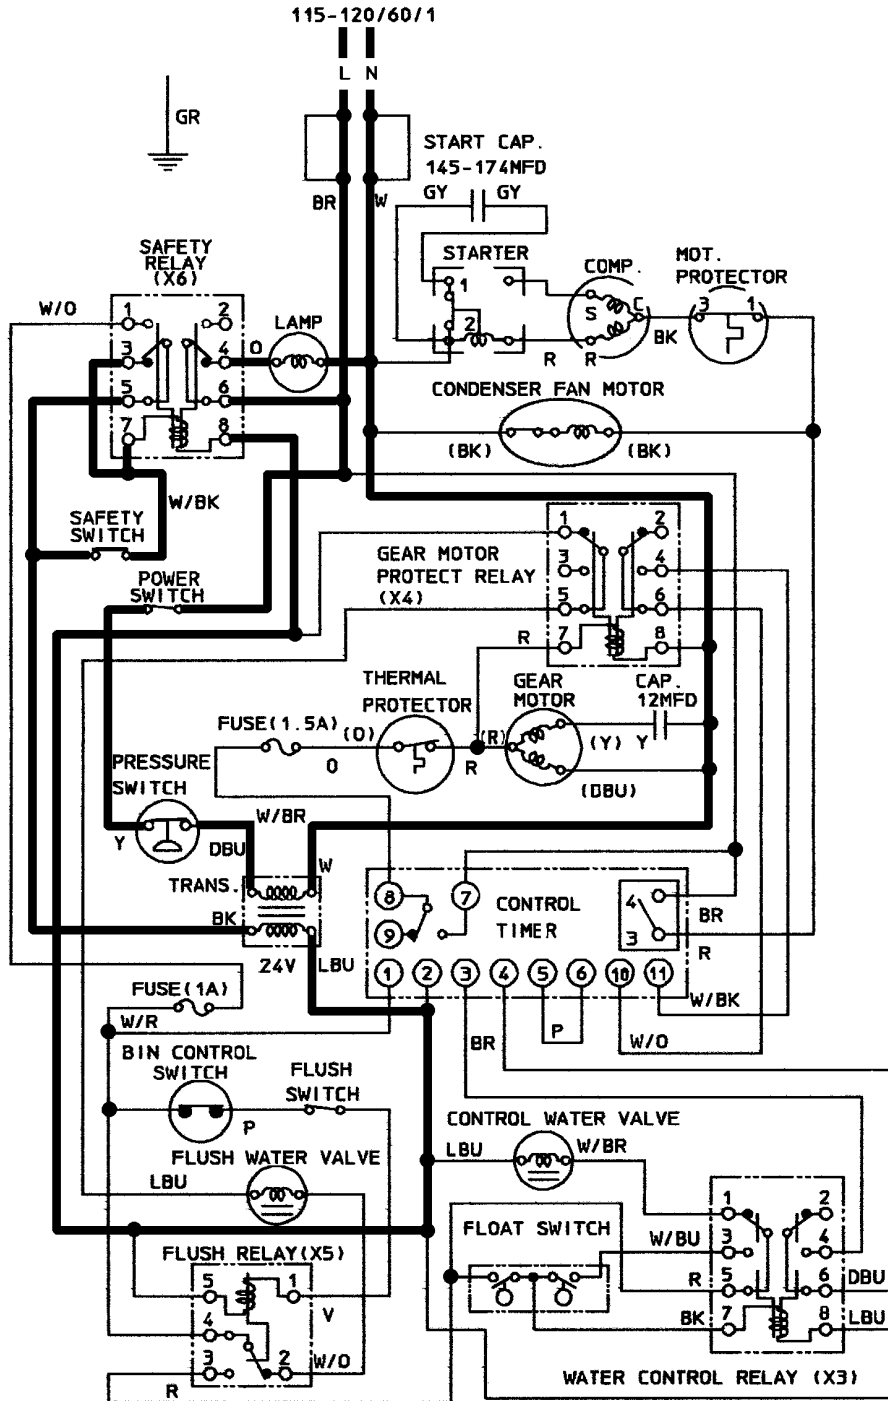 115-120/60/1
L N
GR
START CAP.
145-174MFD
GY GY
BR W
SAFETY
RELAY
(X6)
STARTER
COMP.
MOT.
PROTECTOR
W/O
1 2
LAMP
1
S C
3 1
3 4
O
2
BK
R R
5 6
CONDENSER FAN MOTOR
7 8
(BK) (BK)
W/BK
SAFETY
SWITCH
1 2
GEAR MOTOR
PROTECT RELAY
(X4)
3 4
POWER
SWITCH
5 6
R
7 8
THERMAL
PROTECTOR
GEAR
MOTOR
CAP.
12MFD
FUSE(1.5A)
(O)
O
R
(R)
(Y) Y
(DBU)
PRESSURE
SWITCH
W/BR
Y
DBU
W
TRANS.
8 7
CONTROL
TIMER
4
BR
BK
9
3
R
24V
LBU
1 2 3 4 5 6 10 11
FUSE(1A)
W/BK
W/R
P
BR
W/O
BIN CONTROL
SWITCH
FLUSH
SWITCH
P
CONTROL WATER VALVE
LBU
W/BR
FLUSH WATER VALVE
LBU
1 2
FLOAT SWITCH
W/BU
3 4
FLUSH RELAY(X5)
5 1
R
5 6
DBU
V
BK
7 8
LBU
4
3 2
W/O
R
WATER CONTROL RELAY (X3)